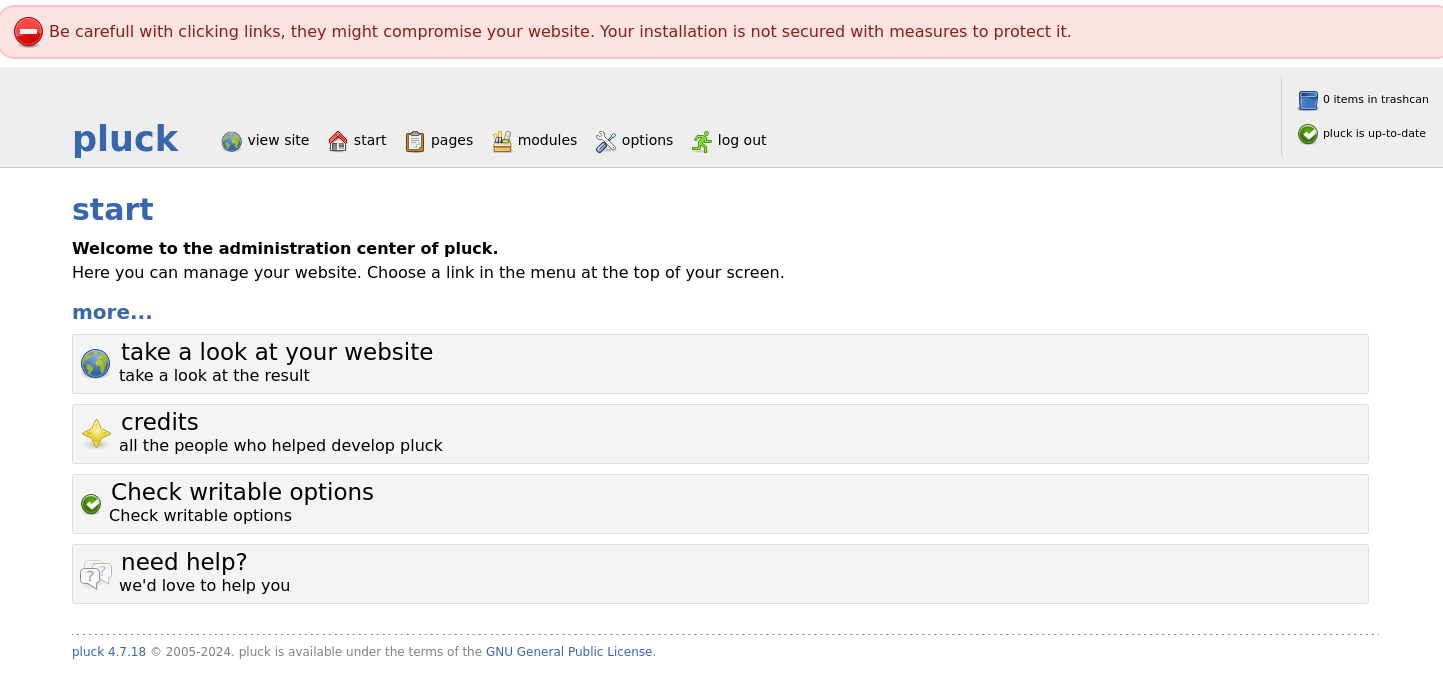 Be carefull with clicking links, they might compromise your website. Your installation is not secured with measures to protect it.
0 items in trashcan
pluck view site start pages modules options log out
pluck is up-to-date
start
Welcome to the administration center of pluck.
Here you can manage your website. Choose a link in the menu at the top of your screen.
more...
take a look at your website
take a look at the result
credits
all the people who helped develop pluck
Check writable options
Check writable options
need help?
we'd love to help you
pluck 4.7.18 © 2005-2024. pluck is available under the terms of the GNU General Public License.